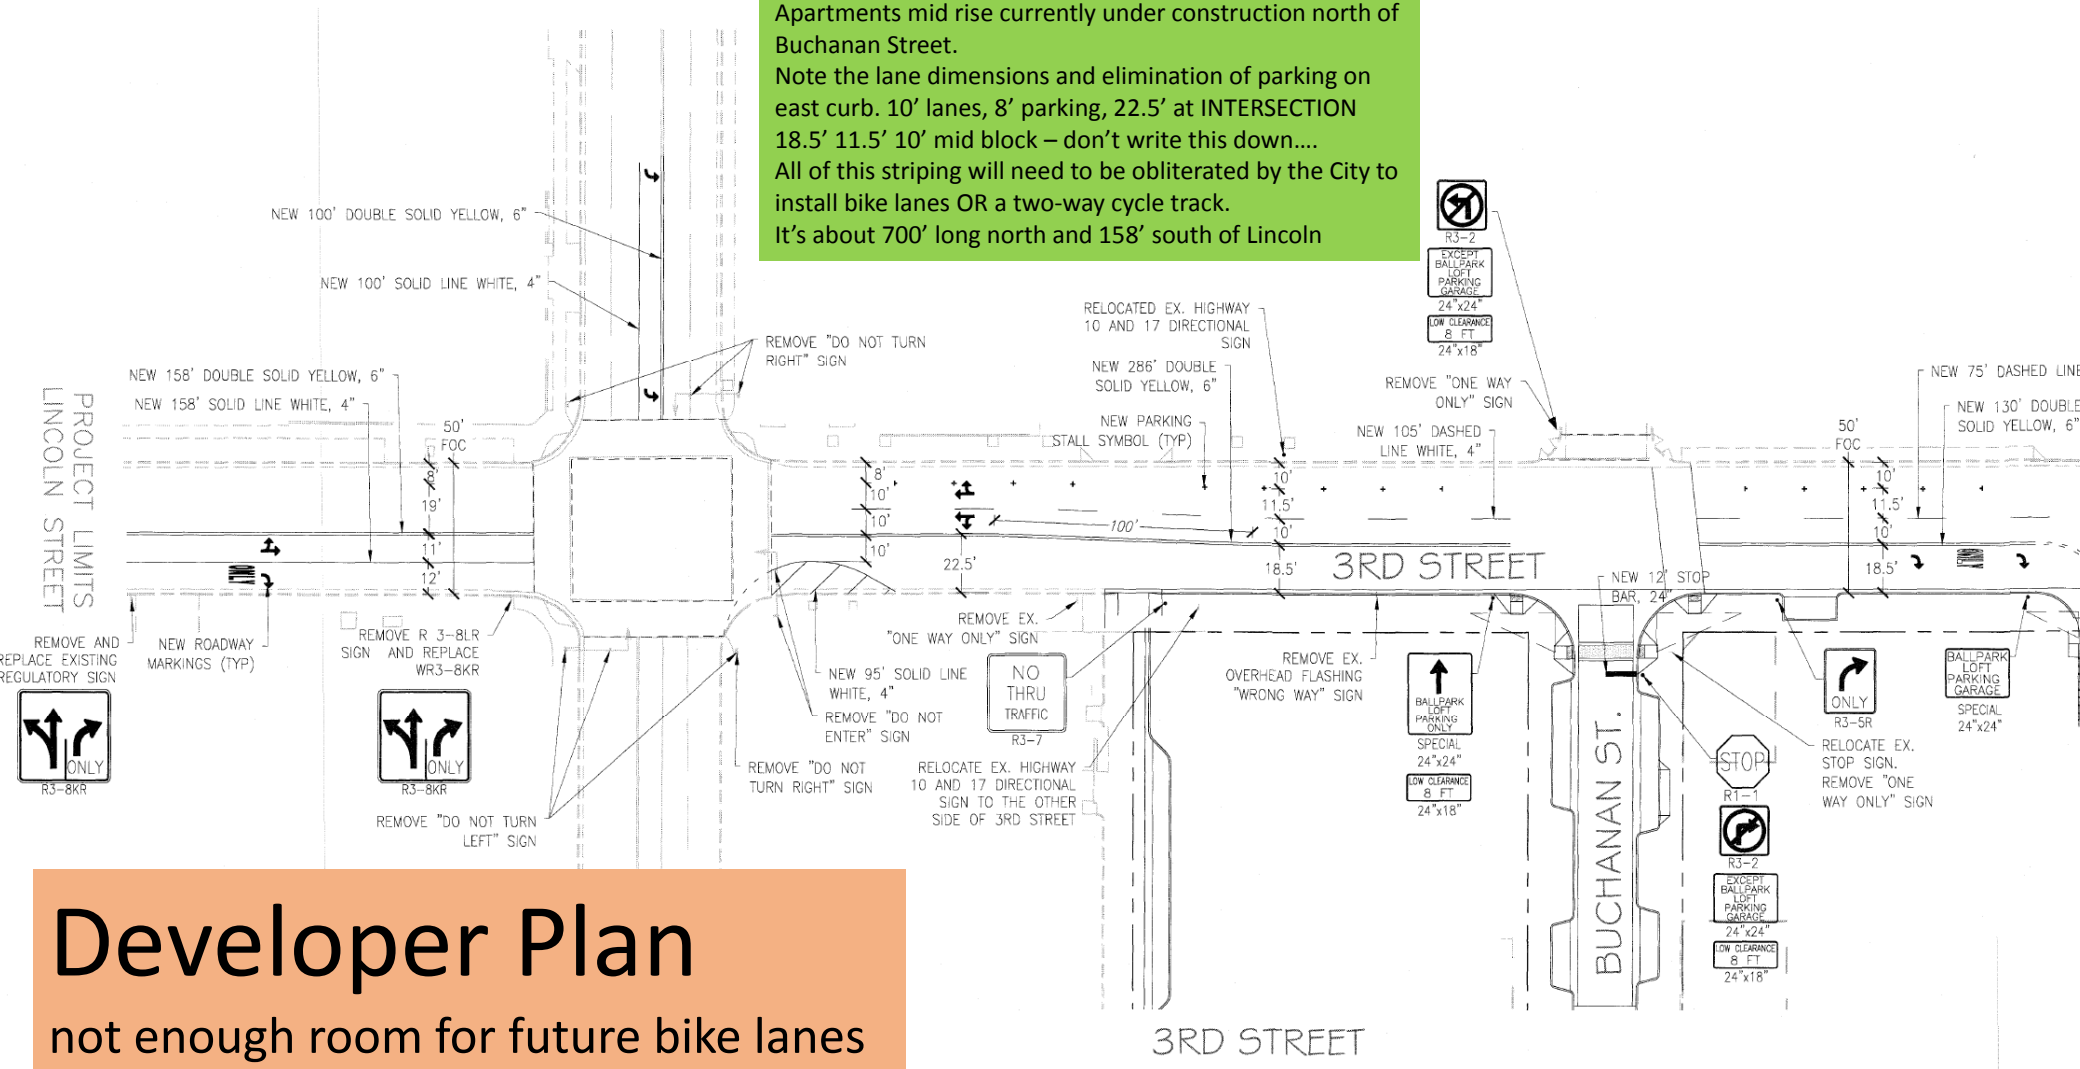 Apartments mid rise currently under construction north of
Buchanan Street.
Note the lane dimensions and elimination of parking on
east curb. 10’ lanes, 8’ parking, 22.5’ at INTERSECTION
18.5’ 11.5’ 10’ mid block – don’t write this down….
All of this striping will need to be obliterated by the City to
install bike lanes OR a two-way cycle track.
It’s about 700’ long north and 158’ south of Lincoln
NEW 100' DOUBLE SOLID YELLOW, 6"
NEW 100' SOLID LINE WHITE, 4"
REMOVE "DO NOT TURN
RIGHT" SIGN
NEW 158' DOUBLE SOLID YELLOW, 6"
NEW 158' SOLID LINE WHITE, 4"
PROJECT LIMITS
LINCOLN STREET
50'
FOC
8'
19'
11'
12'
ONLY
REMOVE AND
REPLACE EXISTING
REGULATORY SIGN
ONLY
R3-8KR
NEW ROADWAY
MARKINGS (TYP)
REMOVE R 3-8LR
SIGN AND REPLACE
WR3-8KR
ONLY
R3-8KR
REMOVE "DO NOT TURN
LEFT" SIGN
8'
10'
10'
10'
22.5'
100'
RELOCATED EX. HIGHWAY
10 AND 17 DIRECTIONAL
SIGN
NEW 286' DOUBLE
SOLID YELLOW, 6"
NEW PARKING
STALL SYMBOL (TYP)
10'
11.5'
10'
18.5'
3RD STREET
NEW 95' SOLID LINE
WHITE, 4"
REMOVE "DO NOT
ENTER" SIGN
REMOVE "DO NOT
TURN RIGHT" SIGN
REMOVE EX.
"ONE WAY ONLY" SIGN
NO
THRU
TRAFFIC
R3-7
RELOCATE EX. HIGHWAY
10 AND 17 DIRECTIONAL
SIGN TO THE OTHER
SIDE OF 3RD STREET
R3-2
EXCEPT
BALLPARK
LOFT
PARKING
GARAGE
24"x24"
LOW CLEARANCE
8 FT
24"x18"
REMOVE "ONE WAY
ONLY" SIGN
NEW 105' DASHED
LINE WHITE, 4"
REMOVE EX.
OVERHEAD FLASHING
"WRONG WAY" SIGN
BALLPARK
LOFT
PARKING
ONLY
SPECIAL
24"x24"
LOW CLEARANCE
8 FT
24"x18"
NEW 12' STOP
BAR, 24"
BUCHANAN ST.
NEW 75' DASHED LINE
NEW 130' DOUBLE
SOLID YELLOW, 6"
50'
FOC
10'
11.5'
10'
18.5'
ONLY
ONLY
R3-5R
BALLPARK
LOFT
PARKING
GARAGE
SPECIAL
24"x24"
STOP
R1-1
RELOCATE EX.
STOP SIGN.
REMOVE "ONE
WAY ONLY" SIGN
R3-2
EXCEPT
BALLPARK
LOFT
PARKING
GARAGE
24"x24"
LOW CLEARANCE
8 FT
24"x18"
Developer Plan
not enough room for future bike lanes
3RD STREET